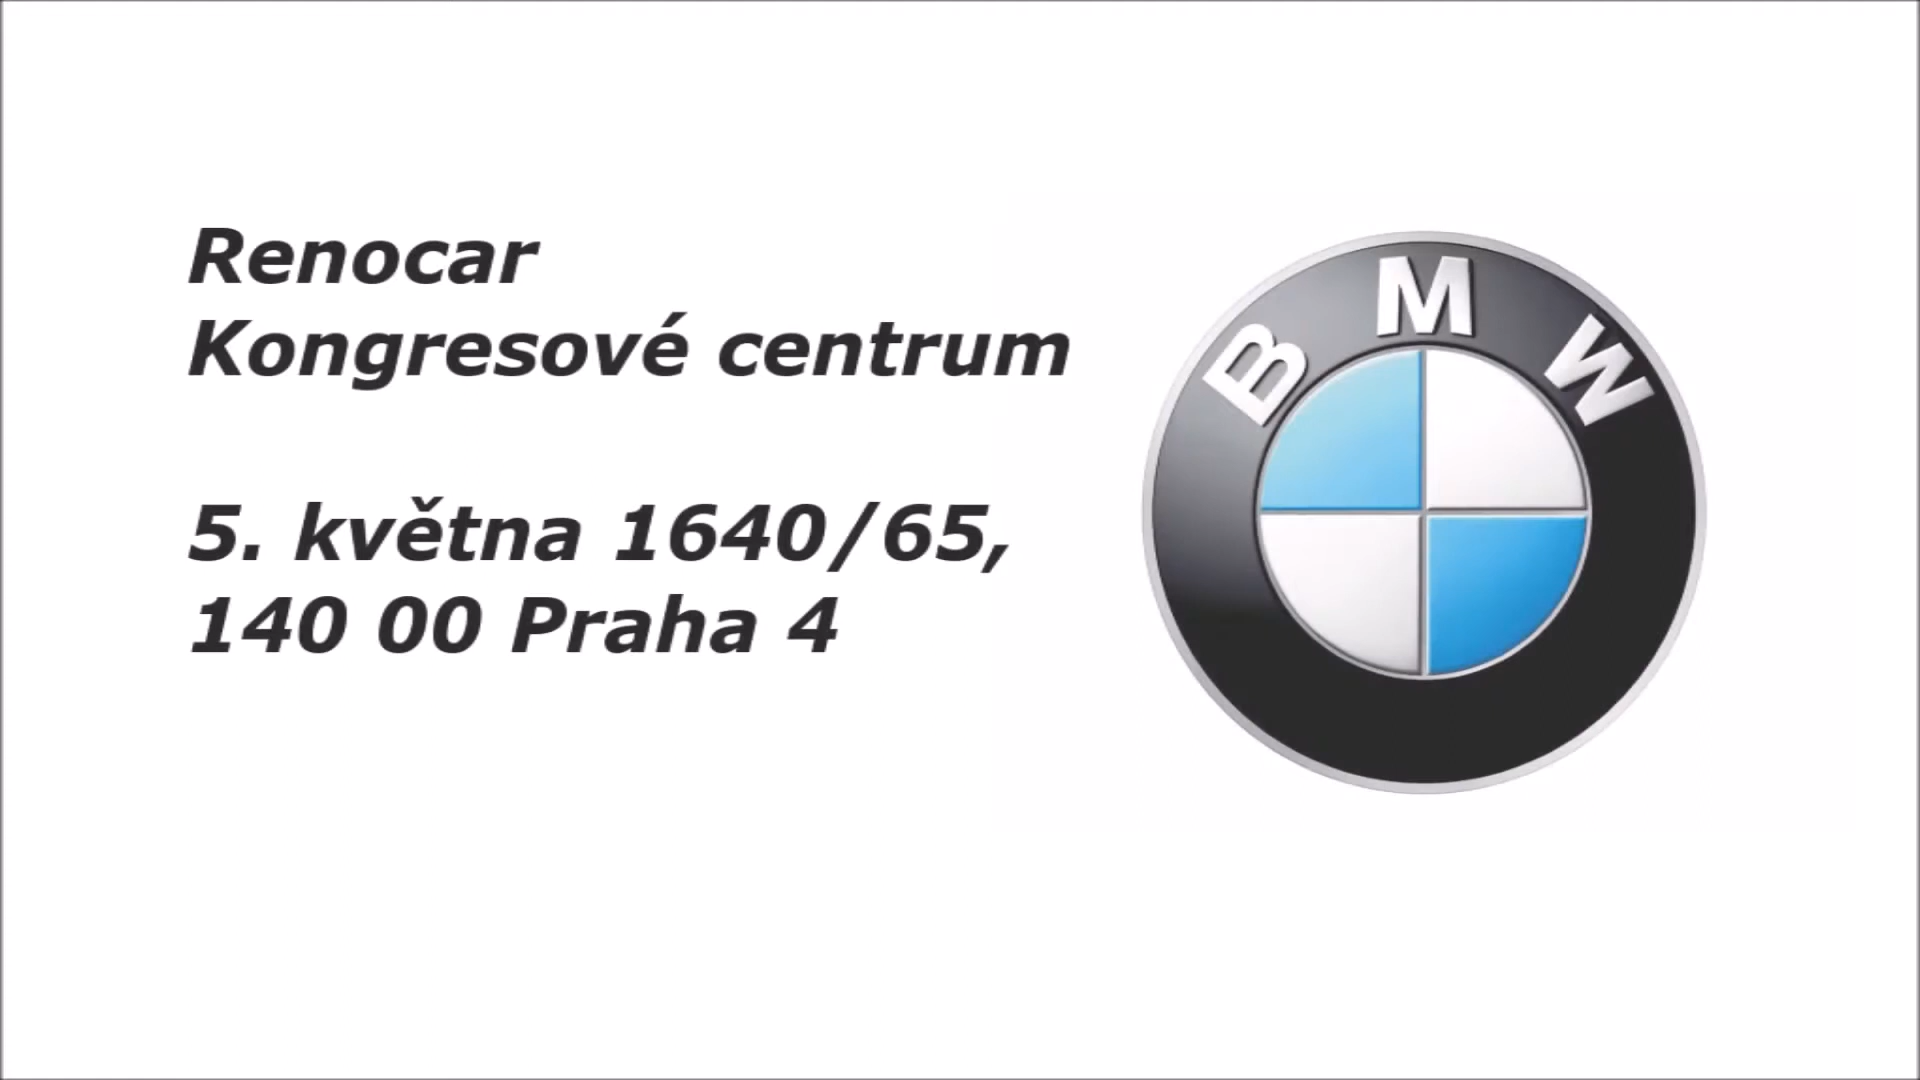 Renocar
Kongresové centrum
5. května 1640/65,
140 00 Praha 4
BMW